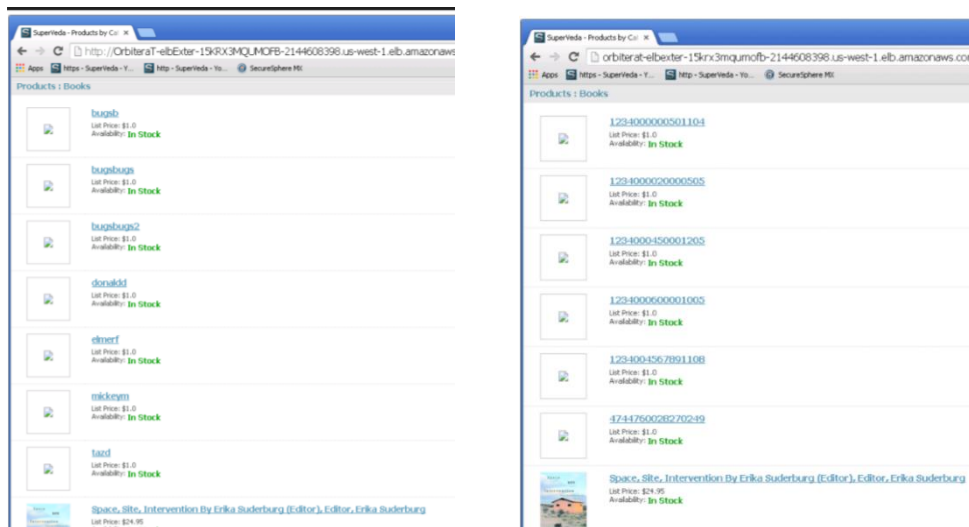 SuperVeda - Products by Cat
http://OrbiteraT-elbExter-15KRX3MQUMOFB-2144608398.us-west-1.elb.amazonaws
Apps https - SuperVeda - Y... http - SuperVeda - Yo... SecureSphere MX
Products : Books
bugsb
List Price: $1.0
Availability: In Stock
bugsbugs
List Price: $1.0
Availability: In Stock
bugsbugs2
List Price: $1.0
Availability: In Stock
donaldd
List Price: $1.0
Availability: In Stock
elmerf
List Price: $1.0
Availability: In Stock
mickeym
List Price: $1.0
Availability: In Stock
tazd
List Price: $1.0
Availability: In Stock
Space, Site, Intervention By Erika Suderburg (Editor), Editor, Erika Suderburg
List Price: $24.95
SuperVeda - Products by Cat
orbiterat-elbexter-15krx3mqumofb-2144608398.us-west-1.elb.amazonaws.com
Apps https - SuperVeda - Y... http - SuperVeda - Yo... SecureSphere MX
Products : Books
1234000000501104
List Price: $1.0
Availability: In Stock
1234000020000505
List Price: $1.0
Availability: In Stock
1234000450001205
List Price: $1.0
Availability: In Stock
1234000600001005
List Price: $1.0
Availability: In Stock
1234004567891108
List Price: $1.0
Availability: In Stock
4744760028270249
List Price: $1.0
Availability: In Stock
Space, Site, Intervention By Erika Suderburg (Editor), Editor, Erika Suderburg
List Price: $24.95
Availability: In Stock